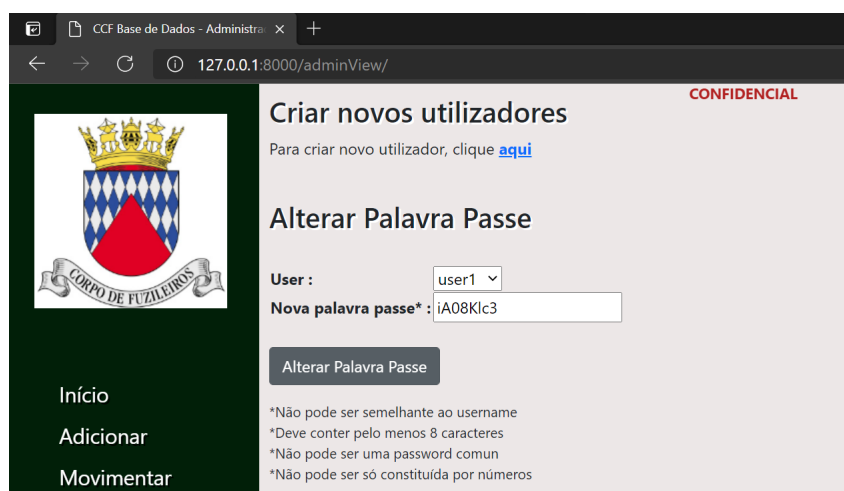 CCF Base de Dados - Administra
127.0.0.1:8000/adminView/
CONFIDENCIAL
CORPO DE FUZILEIROS
Início
Adicionar
Movimentar
Criar novos utilizadores
Para criar novo utilizador, clique aqui
Alterar Palavra Passe
User : user1
Nova palavra passe* : iA08Klc3
Alterar Palavra Passe
*Não pode ser semelhante ao username
*Deve conter pelo menos 8 caracteres
*Não pode ser uma password comun
*Não pode ser só constituída por números